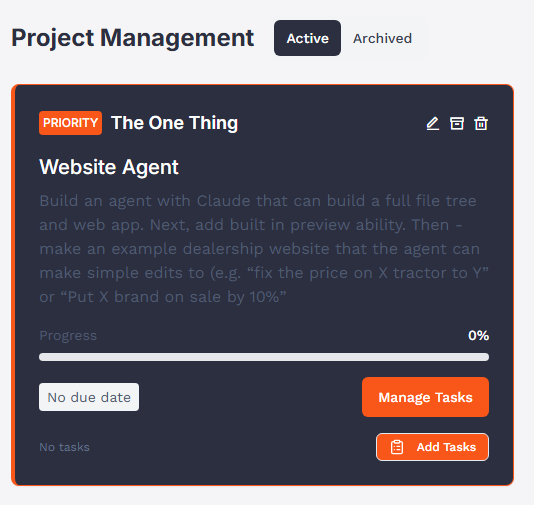 Project Management
Active
Archived
PRIORITY The One Thing
Website Agent
Build an agent with Claude that can build a full file tree
and web app. Next, add built in preview ability. Then -
make an example dealership website that the agent can
make simple edits to (e.g. “fix the price on X tractor to Y”
or “Put X brand on sale by 10%”
Progress
0%
No due date
Manage Tasks
No tasks
Add Tasks